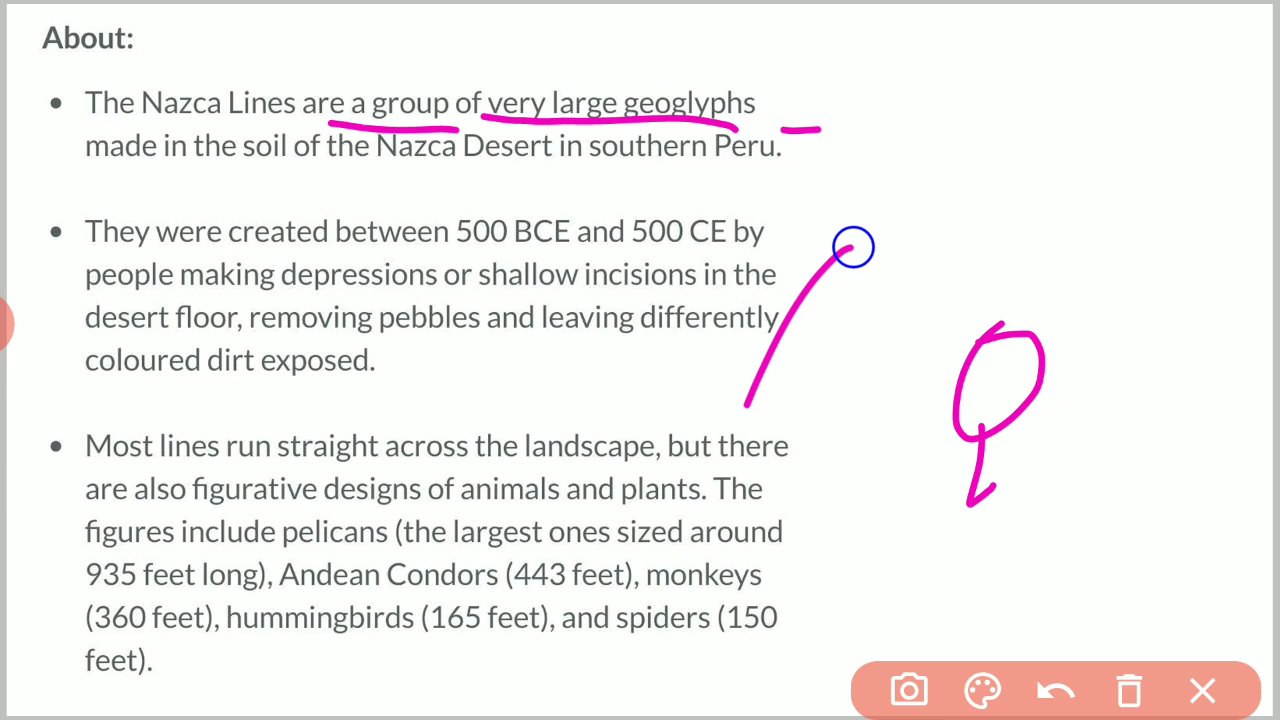 About:
The Nazca Lines are a group of very large geoglyphs
made in the soil of the Nazca Desert in southern Peru.
They were created between 500 BCE and 500 CE by
people making depressions or shallow incisions in the
desert floor, removing pebbles and leaving differently
coloured dirt exposed.
Most lines run straight across the landscape, but there
are also figurative designs of animals and plants. The
figures include pelicans (the largest ones sized around
935 feet long), Andean Condors (443 feet), monkeys
(360 feet), hummingbirds (165 feet), and spiders (150
feet).